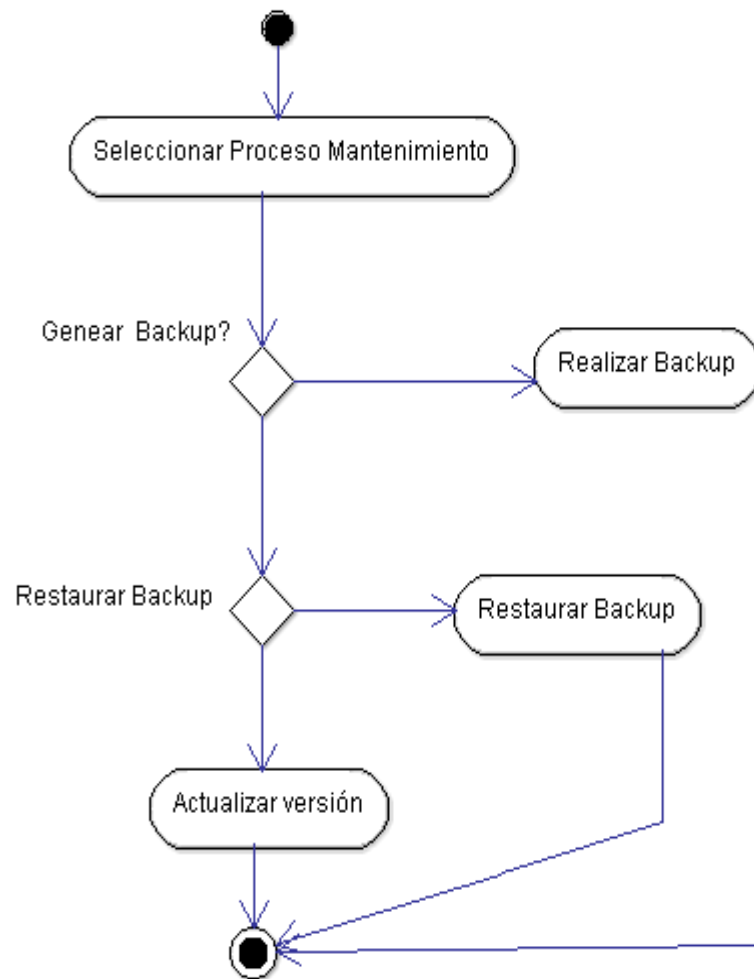 Seleccionar Proceso Mantenimiento
Genear Backup?
Realizar Backup
Restaurar Backup
Restaurar Backup
Actualizar versión